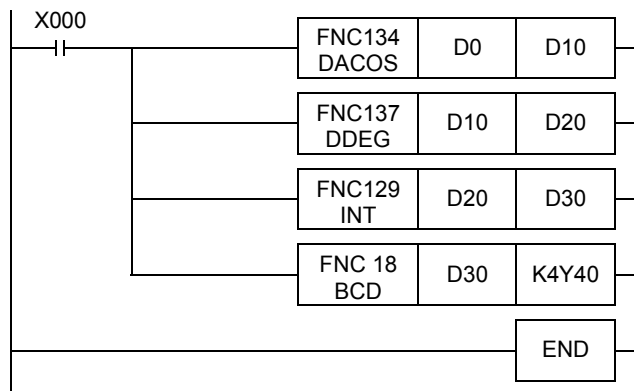 X000
FNC134
DACOS D0 D10
FNC137
DDEG D10 D20
FNC129
INT D20 D30
FNC 18
BCD D30 K4Y40
END